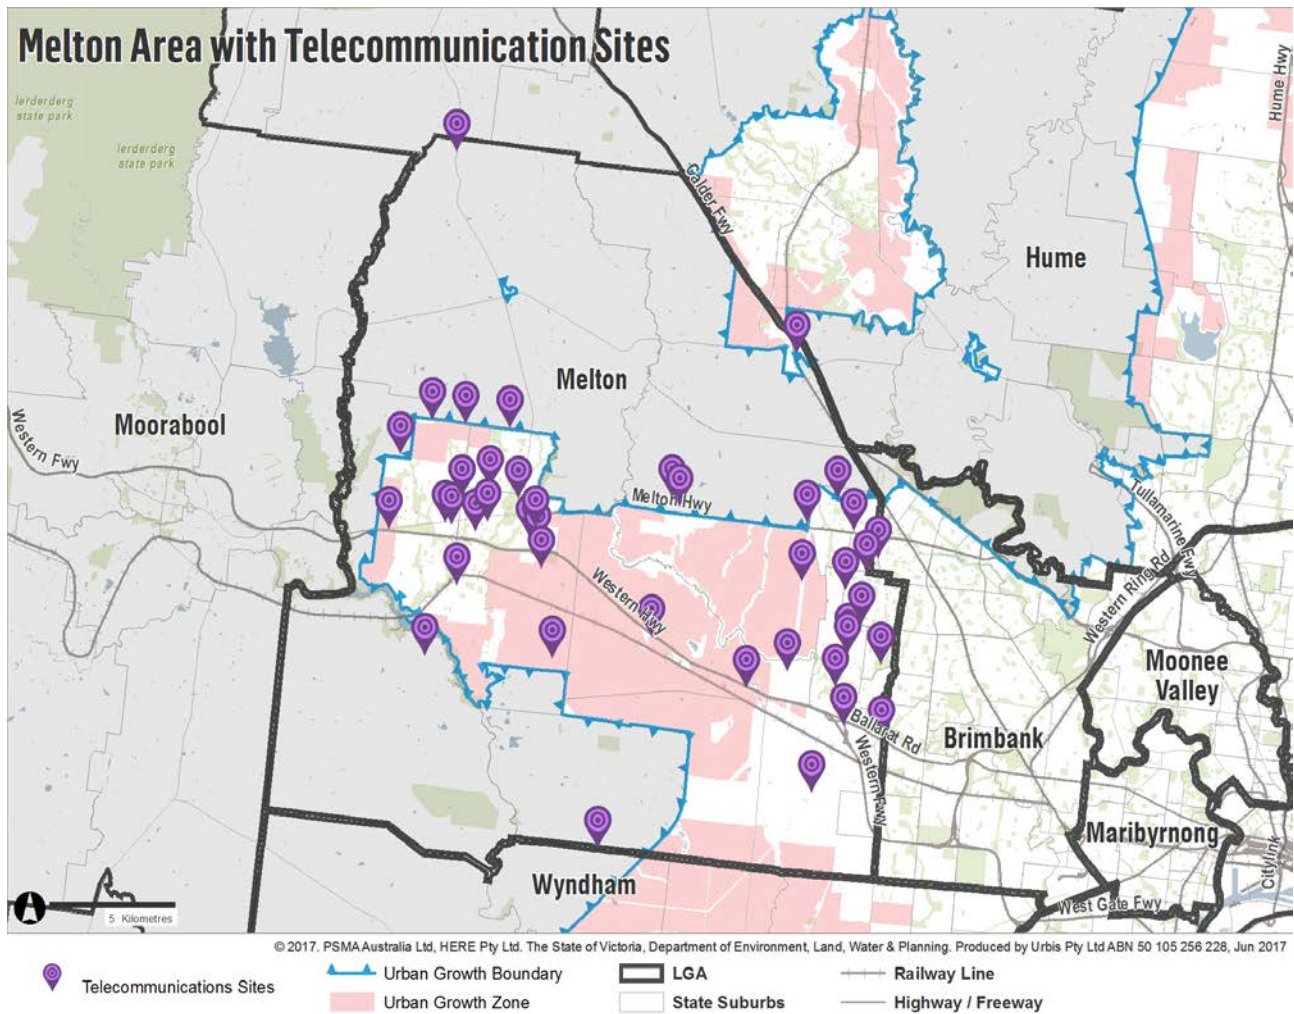 Melton Area with Telecommunication Sites
Ierderderg
state park
Ierderderg
state park
Hume Hwy
Calder Fwy
Hume
Melton
Moorabool
Western Fwy
Melton Hwy
Tullamarine Fwy
Western Ring Rd
Western Hwy
Moonee
Valley
Ballarat Rd
Brimbank
Western Fwy
Maribyrnong
Citylink
Wyndham
West Gate Fwy
5 Kilometres
© 2017. PSMA Australia Ltd, HERE Pty Ltd. The State of Victoria, Department of Environment, Land, Water & Planning. Produced by Urbis Pty Ltd ABN 50 105 256 228, Jun 2017
Telecommunications Sites
Urban Growth Boundary
LGA
Railway Line
Urban Growth Zone
State Suburbs
Highway / Freeway